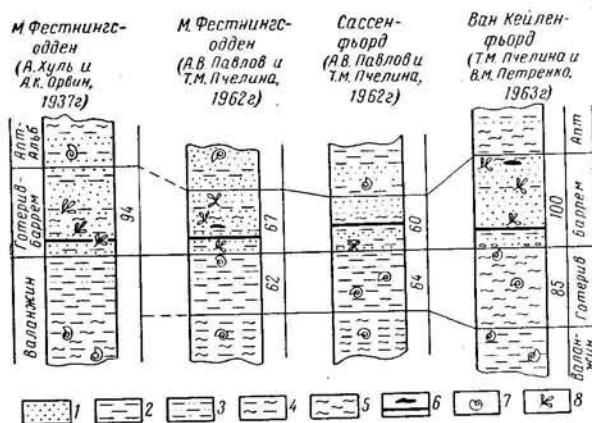 М. Фестнингс-
одден
(А. Хуль и
А.К. Орвин,
1937г)
М. Фестнингс-
одден
(А.В. Павлов и
Т.М. Пчелина,
1962г)
Сассен-
фьорд
(А.В. Павлов и
Т.М. Пчелина,
1962г)
Ван Кейлен-
фьорд
(Т.М. Пчелина и
В.М. Петренко,
1963г)
Апт-
Альб
Готерив-
Баррем
Валанжин
94
67
62
60
64
100
85
Апт
Баррем
Готерив
Валан-
жин
1 2 3 4 5 6 7 8